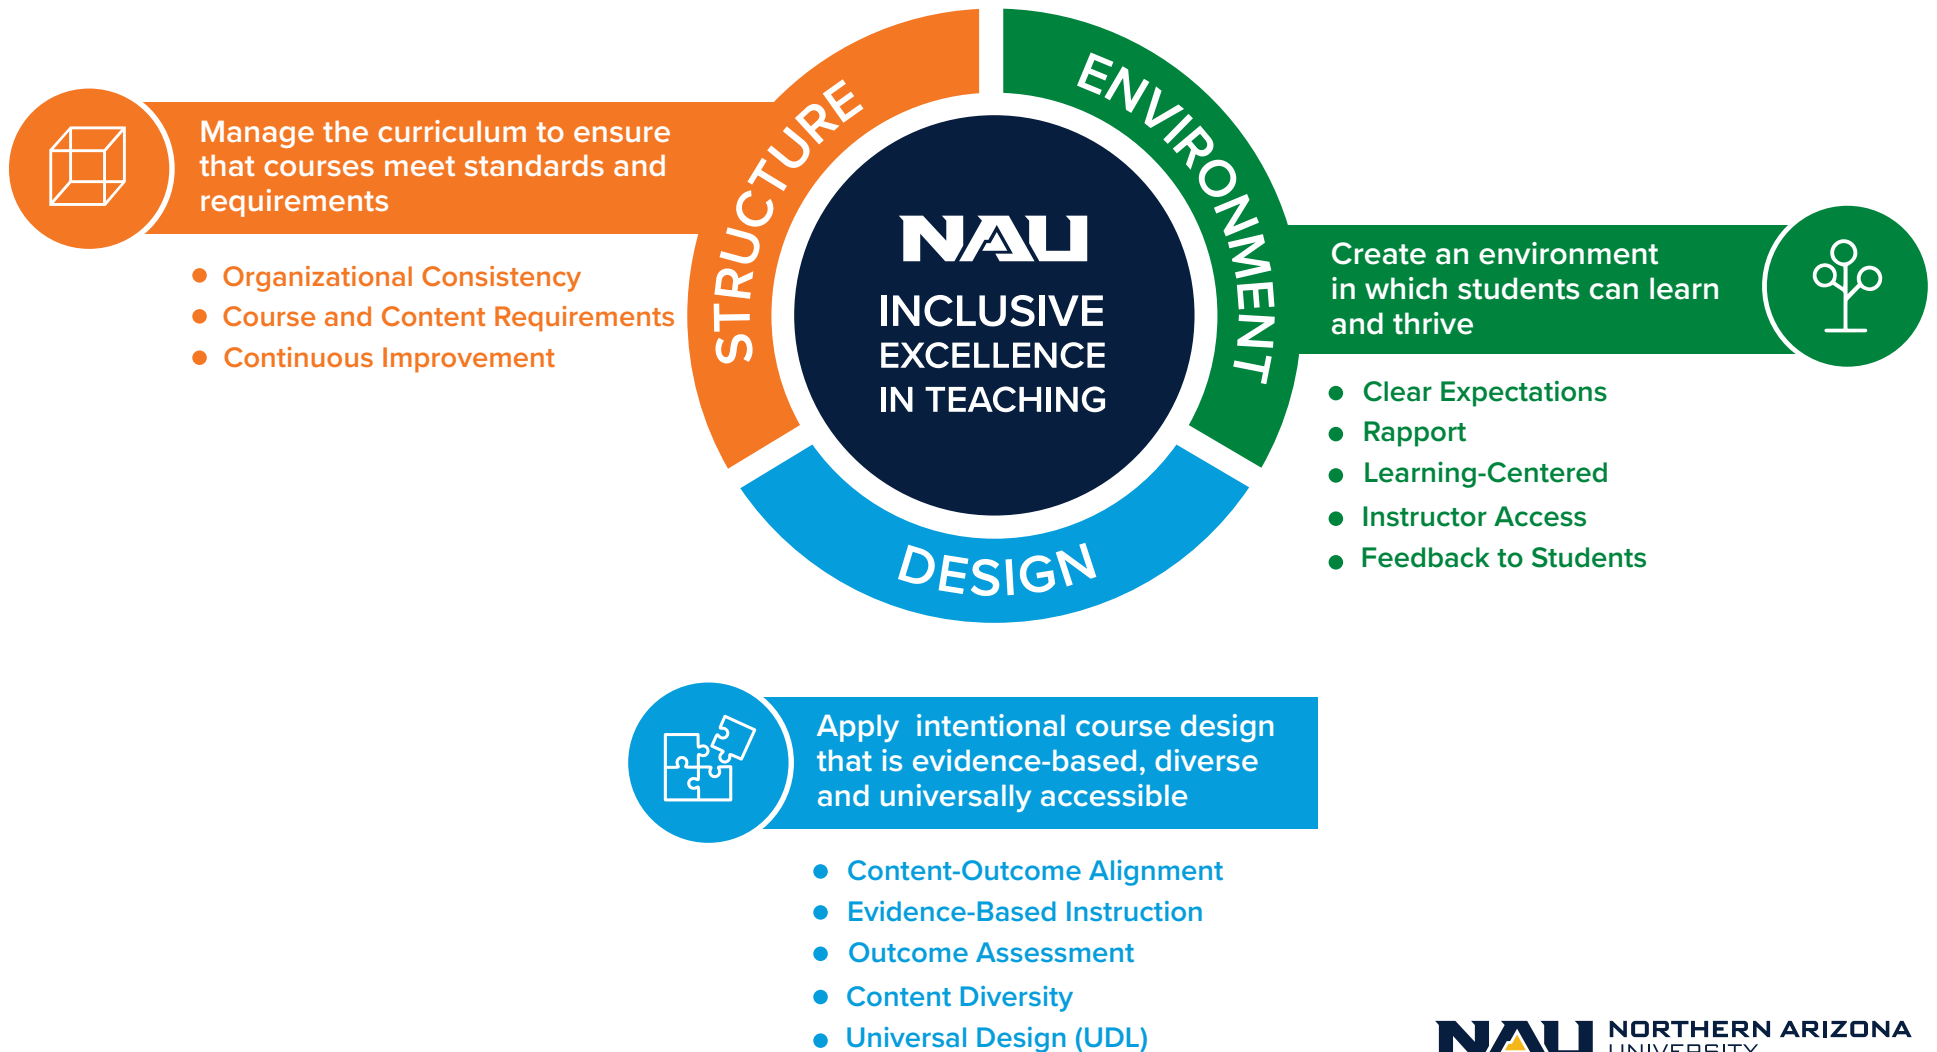 STRUCTURE
Manage the curriculum to ensure
that courses meet standards and
requirements
Organizational Consistency
Course and Content Requirements
Continuous Improvement
NAU
INCLUSIVE
EXCELLENCE
IN TEACHING
ENVIRONMENT
Create an environment
in which students can learn
and thrive
Clear Expectations
Rapport
Learning-Centered
Instructor Access
Feedback to Students
DESIGN
Apply intentional course design
that is evidence-based, diverse
and universally accessible
Content-Outcome Alignment
Evidence-Based Instruction
Outcome Assessment
Content Diversity
Universal Design (UDL)
NAU NORTHERN ARIZONA
UNIVERSITY